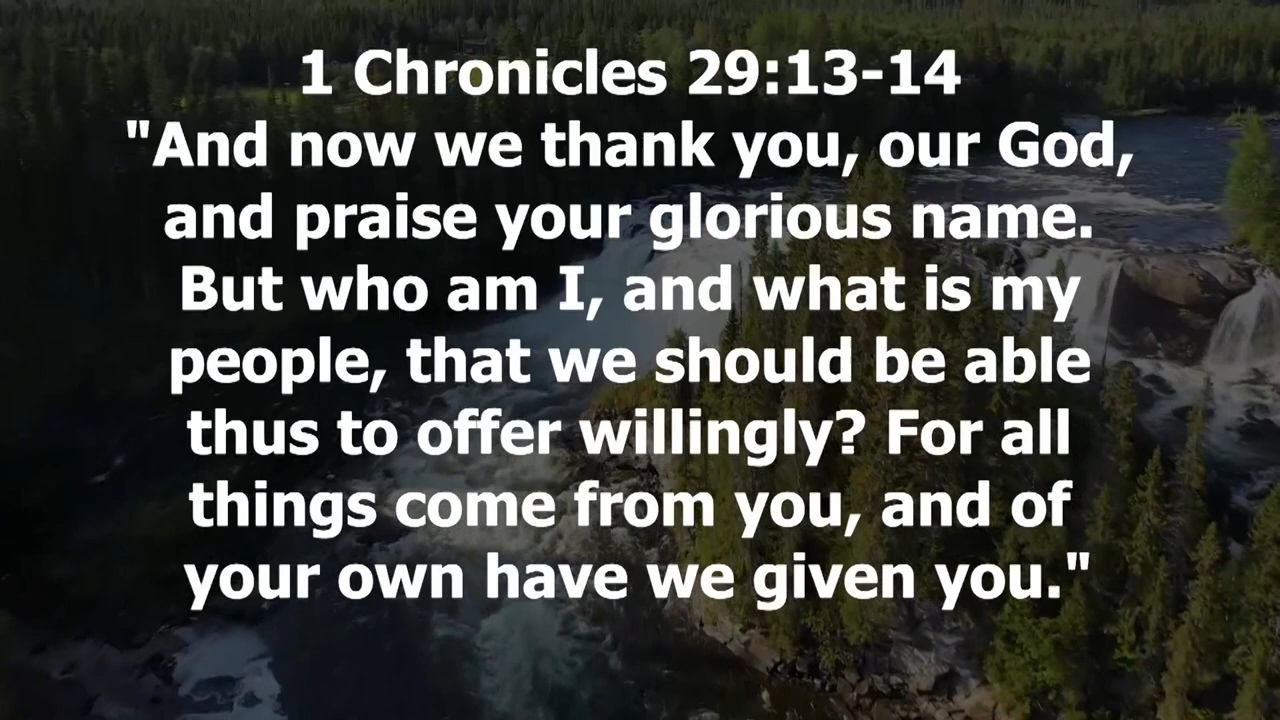 1 Chronicles 29:13-14
"And now we thank you, our God,
and praise your glorious name.
But who am I, and what is my
people, that we should be able
thus to offer willingly? For all
things come from you, and of
your own have we given you."